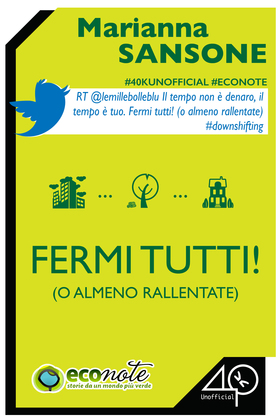 Marianna
SANSONE
#40KUNOFFICIAL #ECONOTE
RT @lemillebolleblu Il tempo non è denaro, il
tempo è tuo. Fermi tutti! (o almeno rallentate)
#downshifting
... ...
FERMI TUTTI!
(O ALMENO RALLENTATE)
econote
storie da un mondo più verde
40
Unofficial